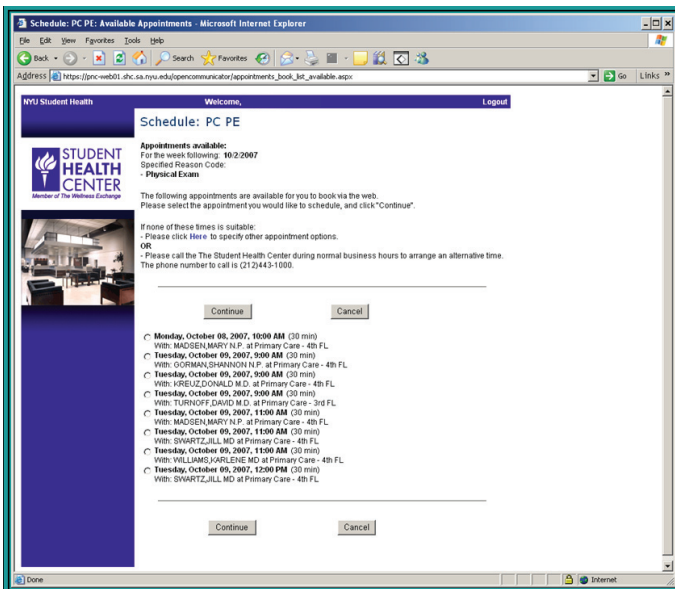 Schedule: PC PE: Available Appointments - Microsoft Internet Explorer
File Edit View Favorites Tools Help
Back Search Favorites
Address https://pnc-web01.shc.sa.nyu.edu/opencommunicator/appointments_book_list_available.aspx Go Links »
NYU Student Health Welcome, Logout
Schedule: PC PE
STUDENT
HEALTH
CENTER
Member of The Wellness Exchange
Appointments available:
For the week following: 10/2/2007
Specified Reason Code:
- Physical Exam
The following appointments are available for you to book via the web.
Please select the appointment you would like to schedule, and click "Continue".
If none of these times is suitable:
- Please click Here to specify other appointment options.
OR
- Please call the The Student Health Center during normal business hours to arrange an alternative time.
The phone number to call is (212)443-1000.
Continue Cancel
Monday, October 08, 2007, 10:00 AM (30 min)
With: MADSEN,MARY N.P. at Primary Care - 4th FL
Tuesday, October 09, 2007, 9:00 AM (30 min)
With: GORMAN,SHANNON N.P. at Primary Care - 4th FL
Tuesday, October 09, 2007, 9:00 AM (30 min)
With: KREUZ,DONALD M.D. at Primary Care - 4th FL
Tuesday, October 09, 2007, 9:00 AM (30 min)
With: TURNOFF,DAVID M.D. at Primary Care - 3rd FL
Tuesday, October 09, 2007, 11:00 AM (30 min)
With: MADSEN,MARY N.P. at Primary Care - 4th FL
Tuesday, October 09, 2007, 11:00 AM (30 min)
With: SWARTZ,JILL MD at Primary Care - 4th FL
Tuesday, October 09, 2007, 11:00 AM (30 min)
With: WILLIAMS,KARLENE MD at Primary Care - 4th FL
Tuesday, October 09, 2007, 12:00 PM (30 min)
With: SWARTZ,JILL MD at Primary Care - 4th FL
Continue Cancel
Done Internet